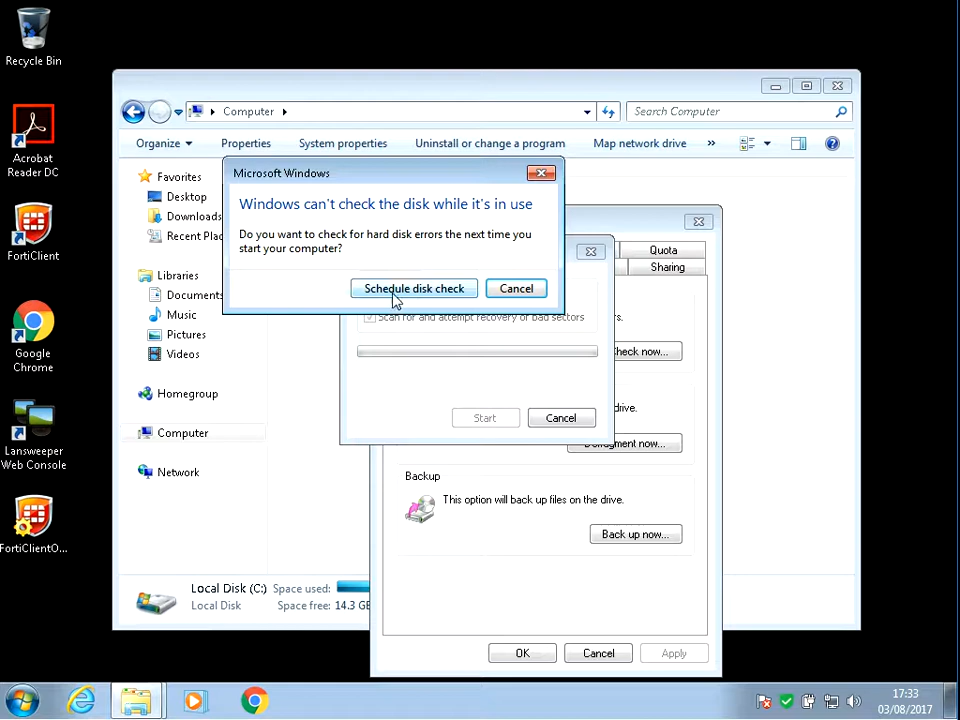 Recycle Bin
Acrobat
Reader DC
FortiClient
Google
Chrome
Lansweeper
Web Console
FortiClientO...
Computer
Search Computer
Organize
Properties
System properties
Uninstall or change a program
Map network drive
»
Favorites
Desktop
Downloads
Recent Plac
Libraries
Documents
Music
Pictures
Videos
Homegroup
Computer
Network
Microsoft Windows
Windows can't check the disk while it's in use
Do you want to check for hard disk errors the next time you
start your computer?
Schedule disk check
Cancel
Scan for and attempt recovery of bad sectors
Start
Cancel
Quota
Sharing
rs.
Check now...
drive.
Defragment now...
Backup
This option will back up files on the drive.
Back up now...
OK
Cancel
Apply
Local Disk (C:) Space used:
Local Disk Space free: 14.3 GB
17:33
03/08/2017